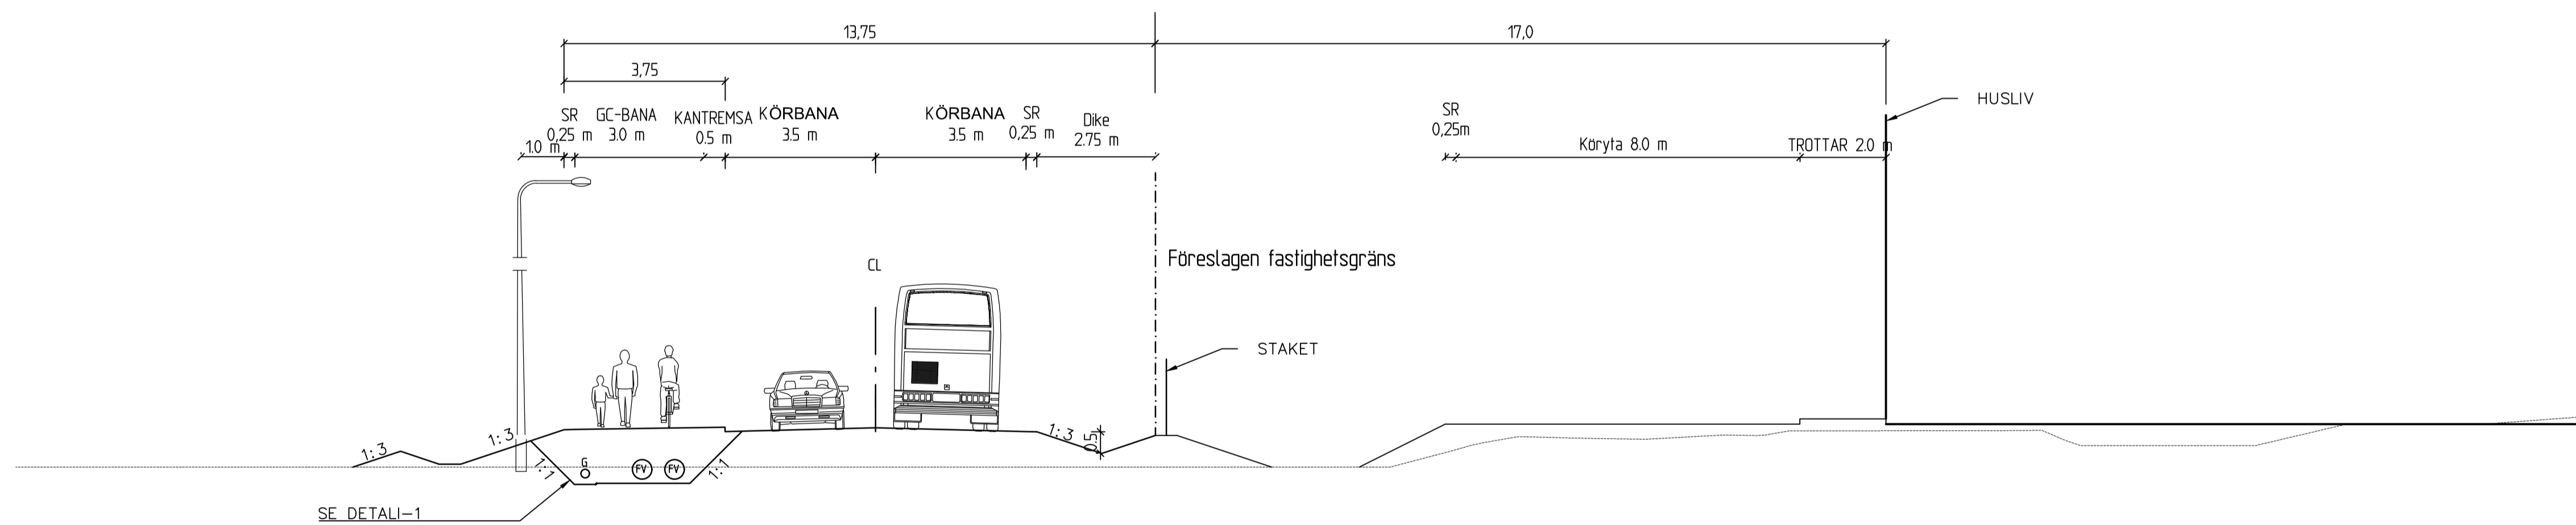 13,75
17,0
3,75
HUSLIV
SR
0,25 m
GC-BANA
3.0 m
KANTREMSA
0.5 m
KÖRBANA
3.5 m
KÖRBANA
3.5 m
SR
0,25 m
Dike
2.75 m
SR
0,25m
1.0 m
Köryta 8.0 m
TROTTAR 2.0 m
CL
Föreslagen fastighetsgräns
STAKET
1:3
1:3
1:3
0.5
1:1
G
FV
FV
1:1
SE DETALI-1